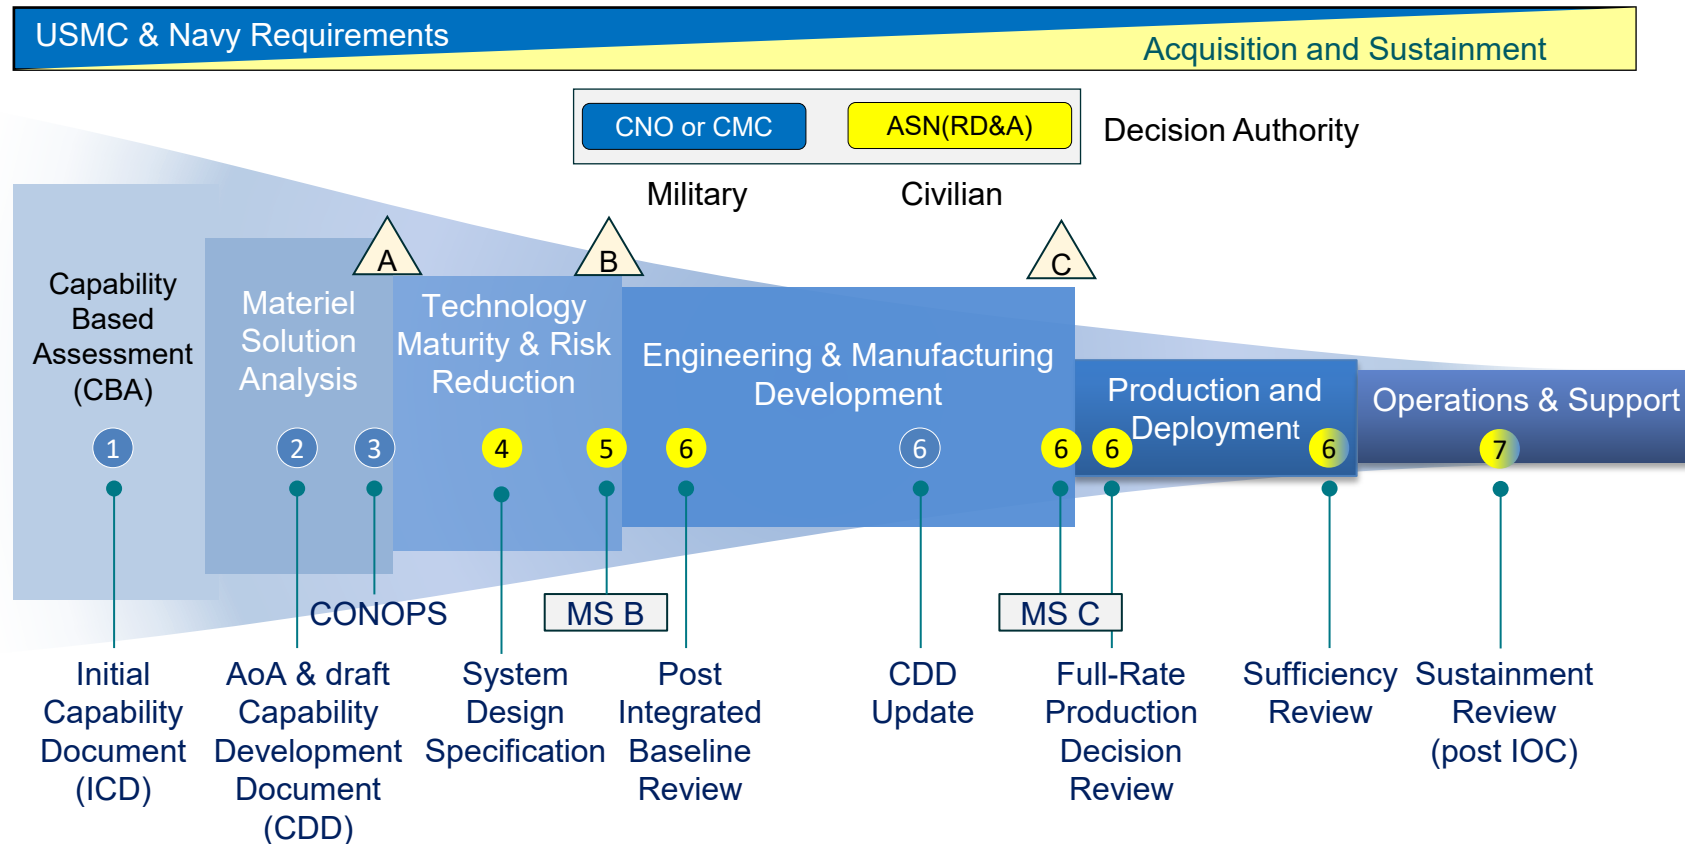 USMC & Navy Requirements
Acquisition and Sustainment
CNO or CMC
ASN(RD&A)
Decision Authority
Military
Civilian
A
B
C
Capability
Based
Assessment
(CBA)
Materiel
Solution
Analysis
Technology
Maturity & Risk
Reduction
Engineering & Manufacturing
Development
Production and
Deployment
Operations & Support
1
2
3
4
5
6
6
6
6
6
7
CONOPS
MS B
MS C
Initial
Capability
Document
(ICD)
AoA & draft
Capability
Development
Document
(CDD)
System
Design
Specification
Post
Integrated
Baseline
Review
CDD
Update
Full-Rate
Production
Decision
Review
Sufficiency
Review
Sustainment
Review
(post IOC)